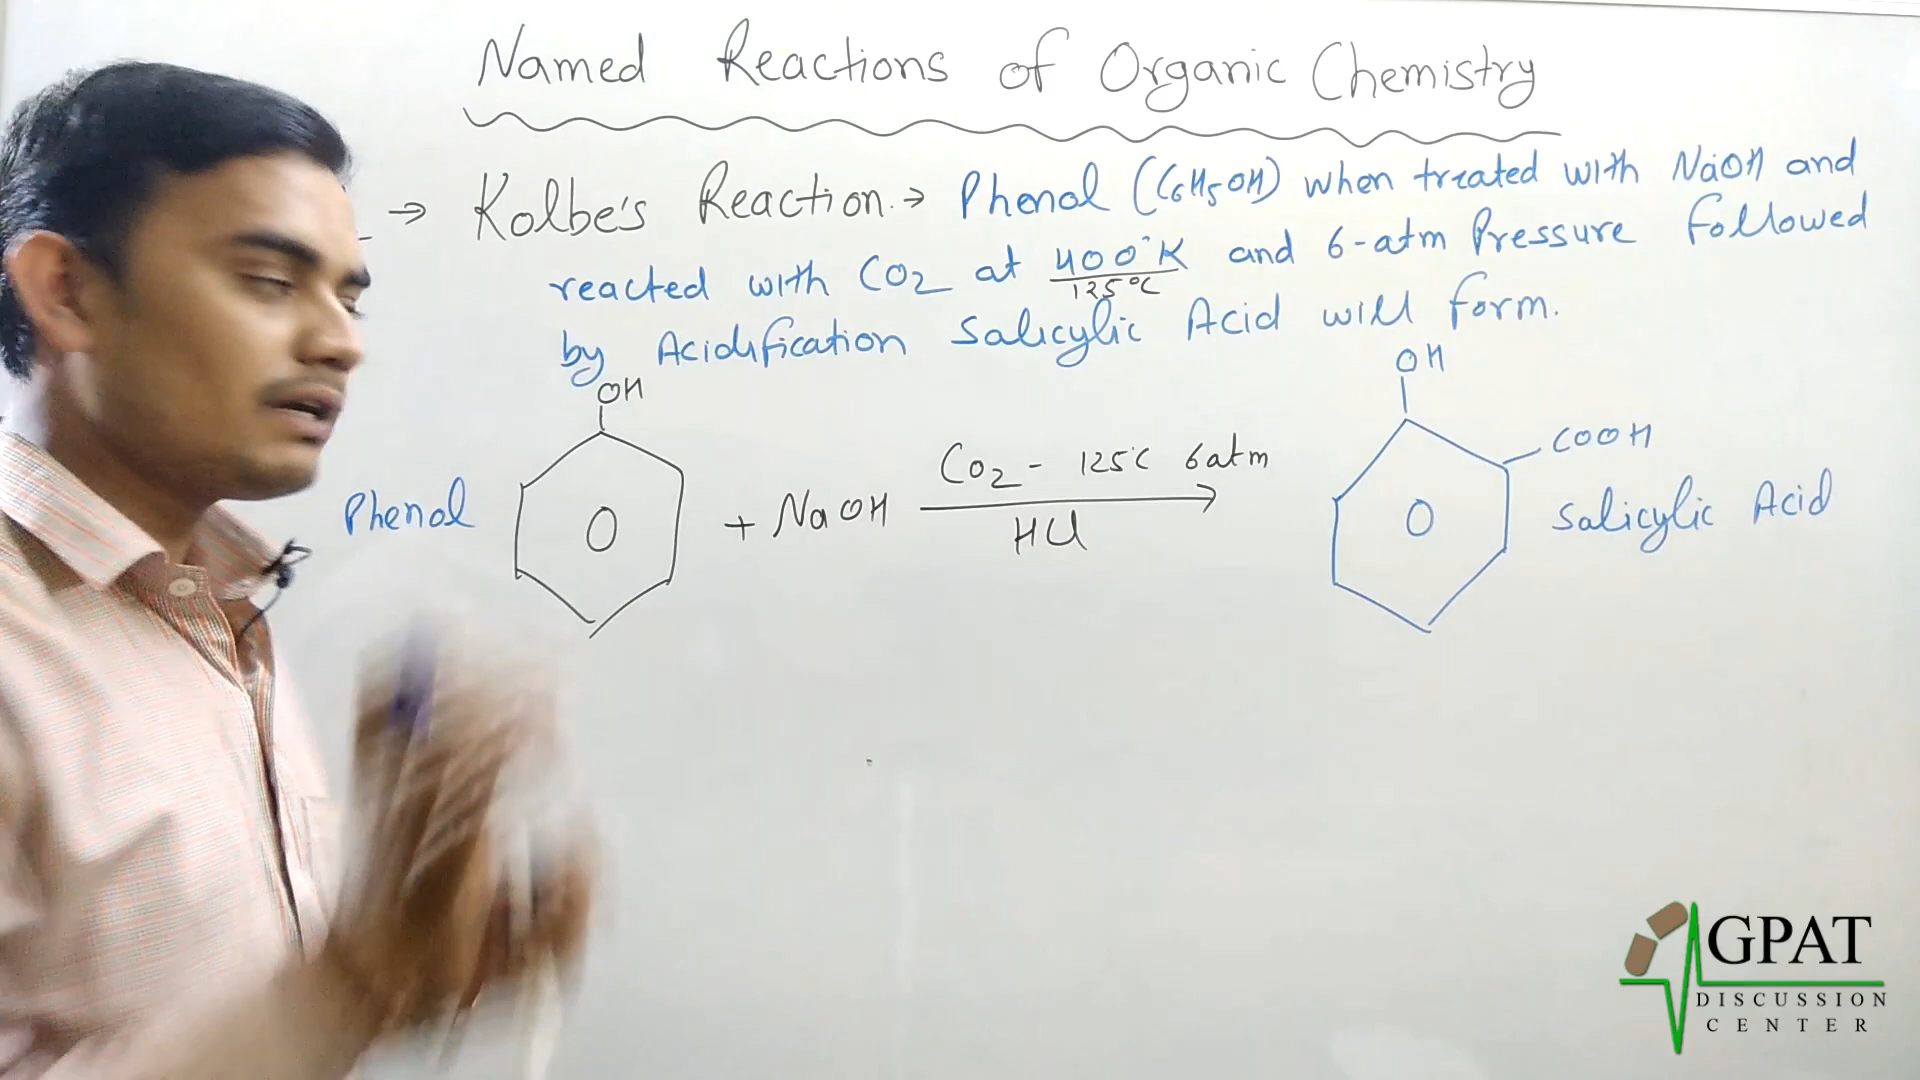 Named Reactions of Organic Chemistry
→ Kolbe's Reaction → Phenol (C6H5OH) when treated with NaOH and
reacted with CO2 at 400°K and 6-atm Pressure followed
125°C
by Acidification Salicylic Acid will form.
OH
OH
CO2 - 125°C 6atm
COOH
Phenol
+ NaOH
HCl
Salicylic Acid
GPAT
DISCUSSION
CENTER